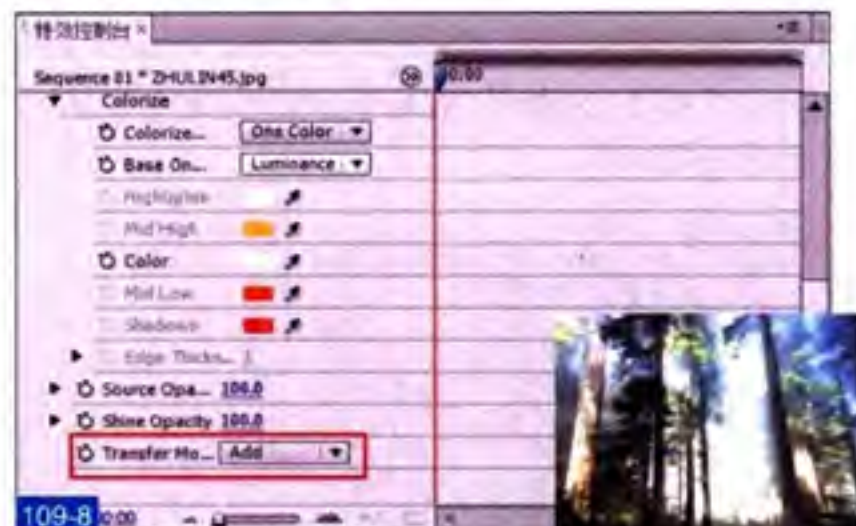 特效控制台 ×
Sequence 01 * ZHULIN45.jpg
00:00
Colorize
Colorize... One Color
Base On... Luminance
Highlights
Mid High
Color
Mid Low
Shadows
Edge Thickn... 1
Source Opa... 100.0
Shine Opacity 100.0
Transfer Mo... Add
109-8
00:00